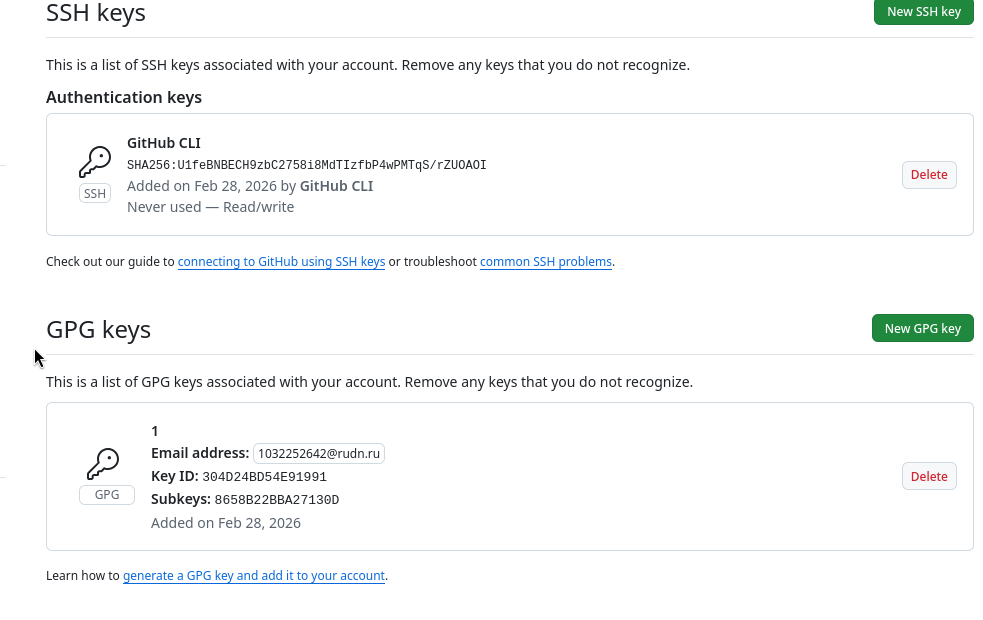 SSH keys
New SSH key
This is a list of SSH keys associated with your account. Remove any keys that you do not recognize.
Authentication keys
GitHub CLI
SHA256:U1feBNBECH9zbC2758i8MdTIzfbP4wPMTqS/rZUOAOI
Added on Feb 28, 2026 by GitHub CLI
Never used — Read/write
SSH
Delete
Check out our guide to connecting to GitHub using SSH keys or troubleshoot common SSH problems.
GPG keys
New GPG key
This is a list of GPG keys associated with your account. Remove any keys that you do not recognize.
1
Email address: 1032252642@rudn.ru
Key ID: 304D24BD54E91991
Subkeys: 8658B22BBA27130D
Added on Feb 28, 2026
GPG
Delete
Learn how to generate a GPG key and add it to your account.